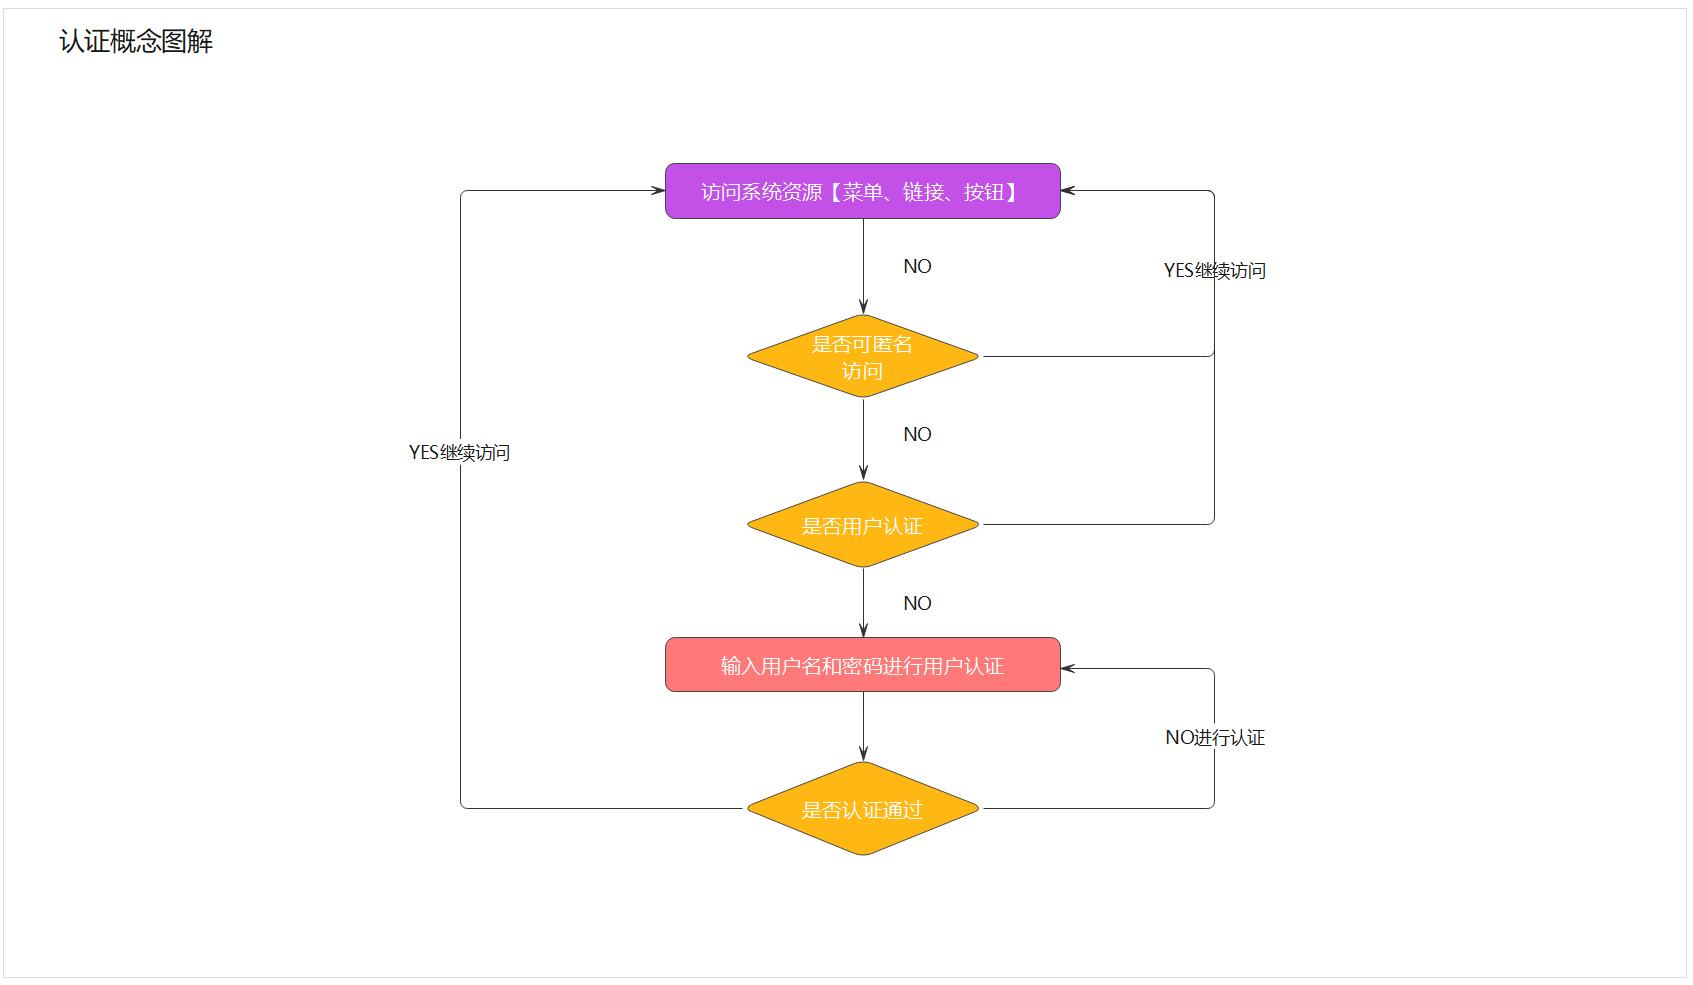 认证概念图解
访问系统资源【菜单、链接、按钮】
NO
YES继续访问
是否可匿名
访问
NO
YES继续访问
是否用户认证
NO
输入用户名和密码进行用户认证
NO进行认证
是否认证通过